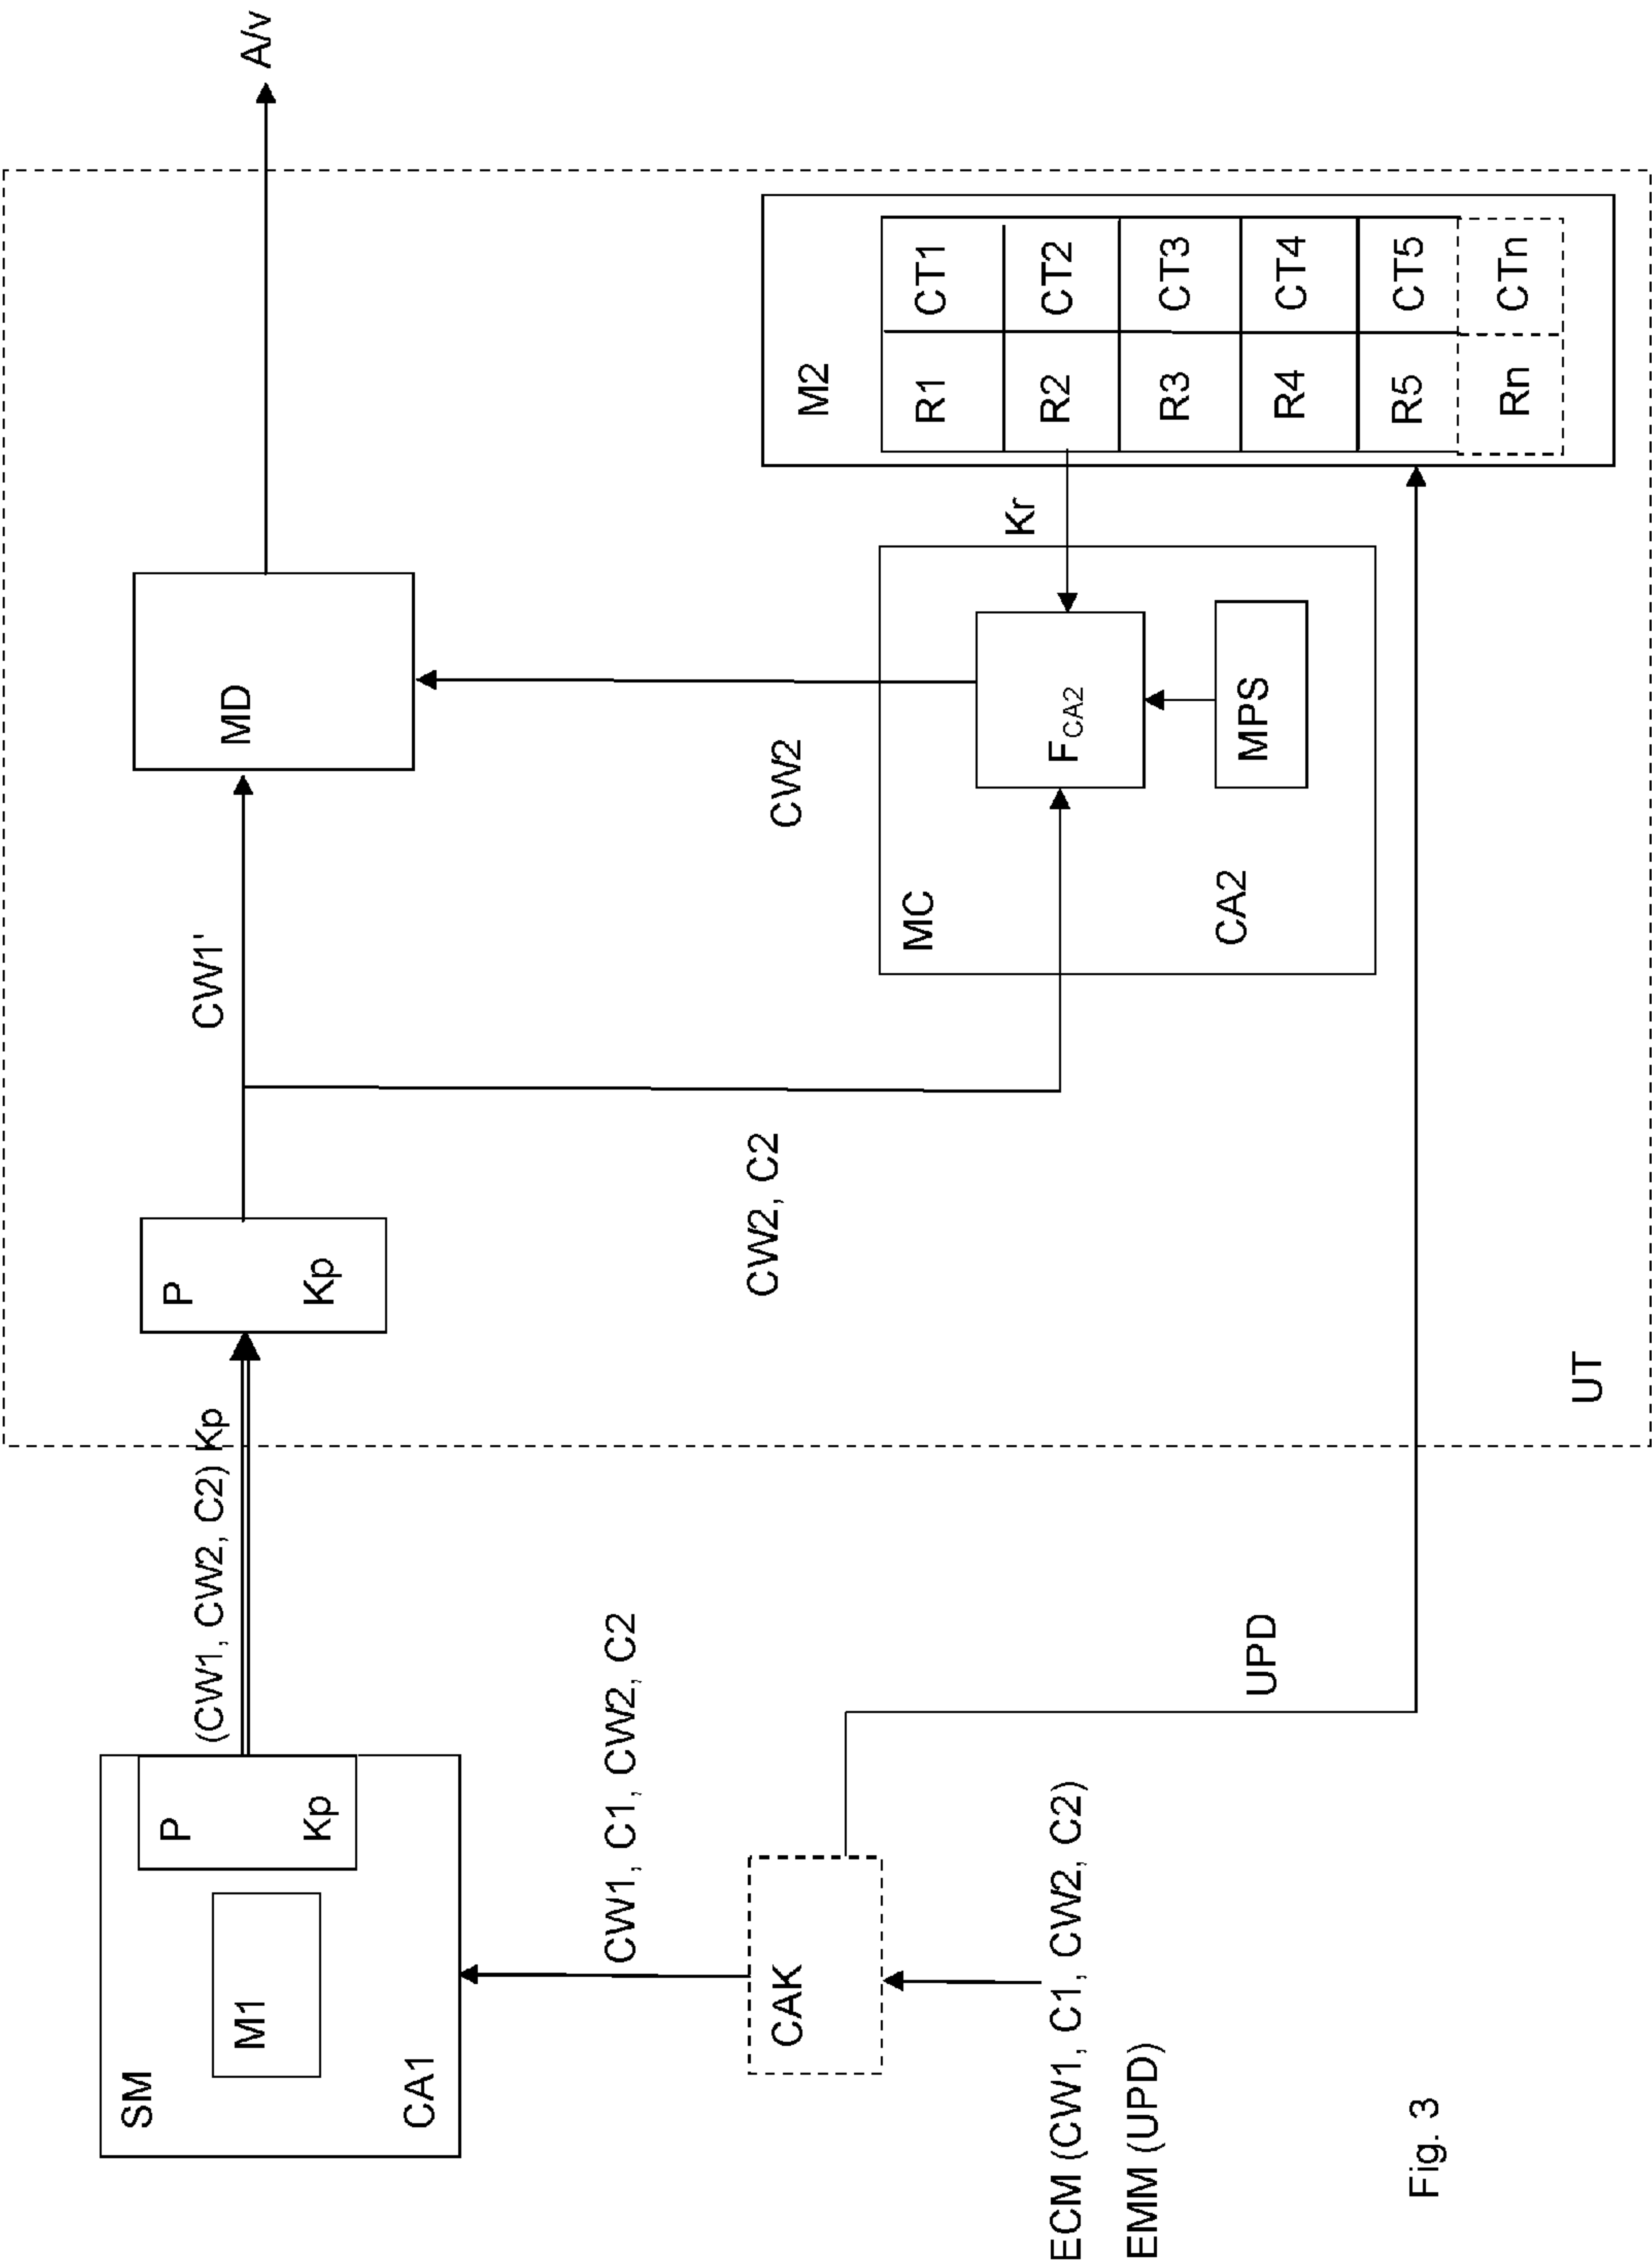 SM
M1
CA1
P
Kp
(CW1, CW2, C2) Kp
P
Kp
CW1'
MD
A/v
CW1, C1, CW2, C2
CW2, C2
CW2
CAK
MC
CA2
FCA2
MPS
Kr
M2
R1 CT1
R2 CT2
R3 CT3
R4 CT4
R5 CT5
Rn CTn
ECM (CW1, C1, CW2, C2)
EMM (UPD)
UPD
UT
Fig. 3